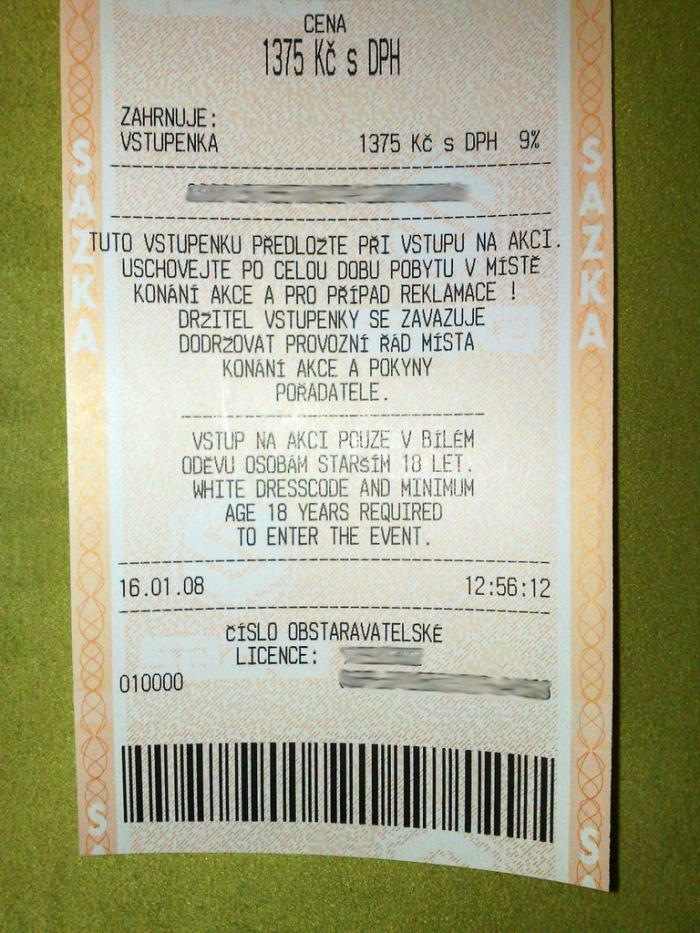 CENA
1375 Kč s DPH
ZAHRNUJE:
VSTUPENKA 1375 Kč s DPH 9%
TUTO VSTUPENKU PŘEDLOžTE PŘI VSTUPU NA AKCI.
USCHOVEJTE PO CELOU DOBU POBYTU V MÍSTĚ
KONÁNÍ AKCE A PRO PŘÍPAD REKLAMACE !
DRžITEL VSTUPENKY SE ZAVAZUJE
DODRžOVAT PROVOZNÍ ŘÁD MÍSTA
KONÁNÍ AKCE A POKYNY
POŘADATELE.
VSTUP NA AKCI POUZE V BÍLÉM
ODĚVU OSOBÁM STARšÍM 18 LET.
WHITE DRESSCODE AND MINIMUM
AGE 18 YEARS REQUIRED
TO ENTER THE EVENT.
16.01.08 12:56:12
ČÍSLO OBSTARAVATELSKÉ
LICENCE:
010000
SAZKA
SAZKA
S
S